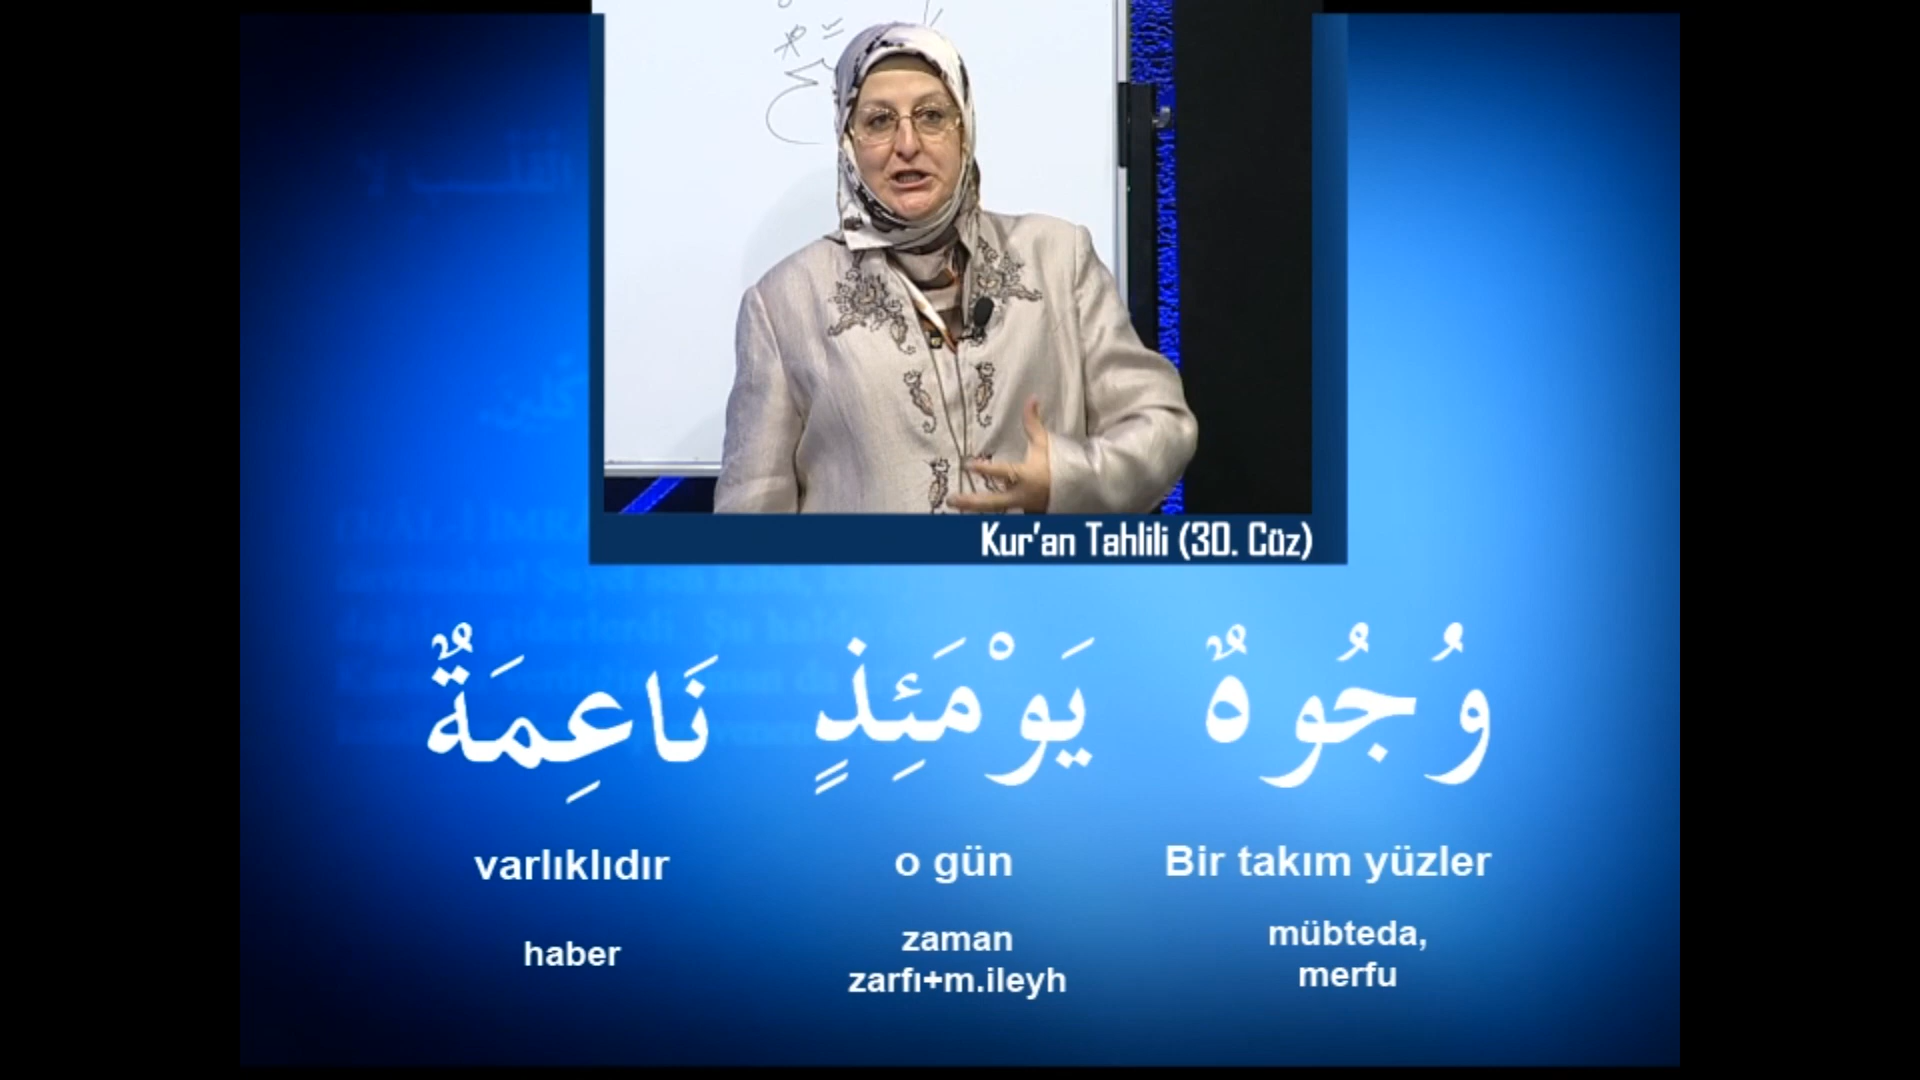 Kur'an Tahlili (30. Cüz)
وُجُوهٌ يَوْمَئِذٍ نَاعِمَةٌ
Bir takım yüzler
o gün
varlıklıdır
mübteda,
merfu
zaman
zarfı+m.ileyh
haber